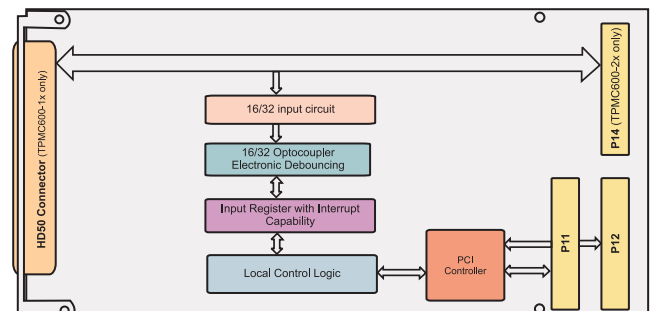 HD50 Connector (TPMC600-1x only)
P14 (TPMC600-2x only)
16/32 input circuit
16/32 Optocoupler
Electronic Debouncing
Input Register with Interrupt
Capability
Local Control Logic
PCI
Controller
P11
P12